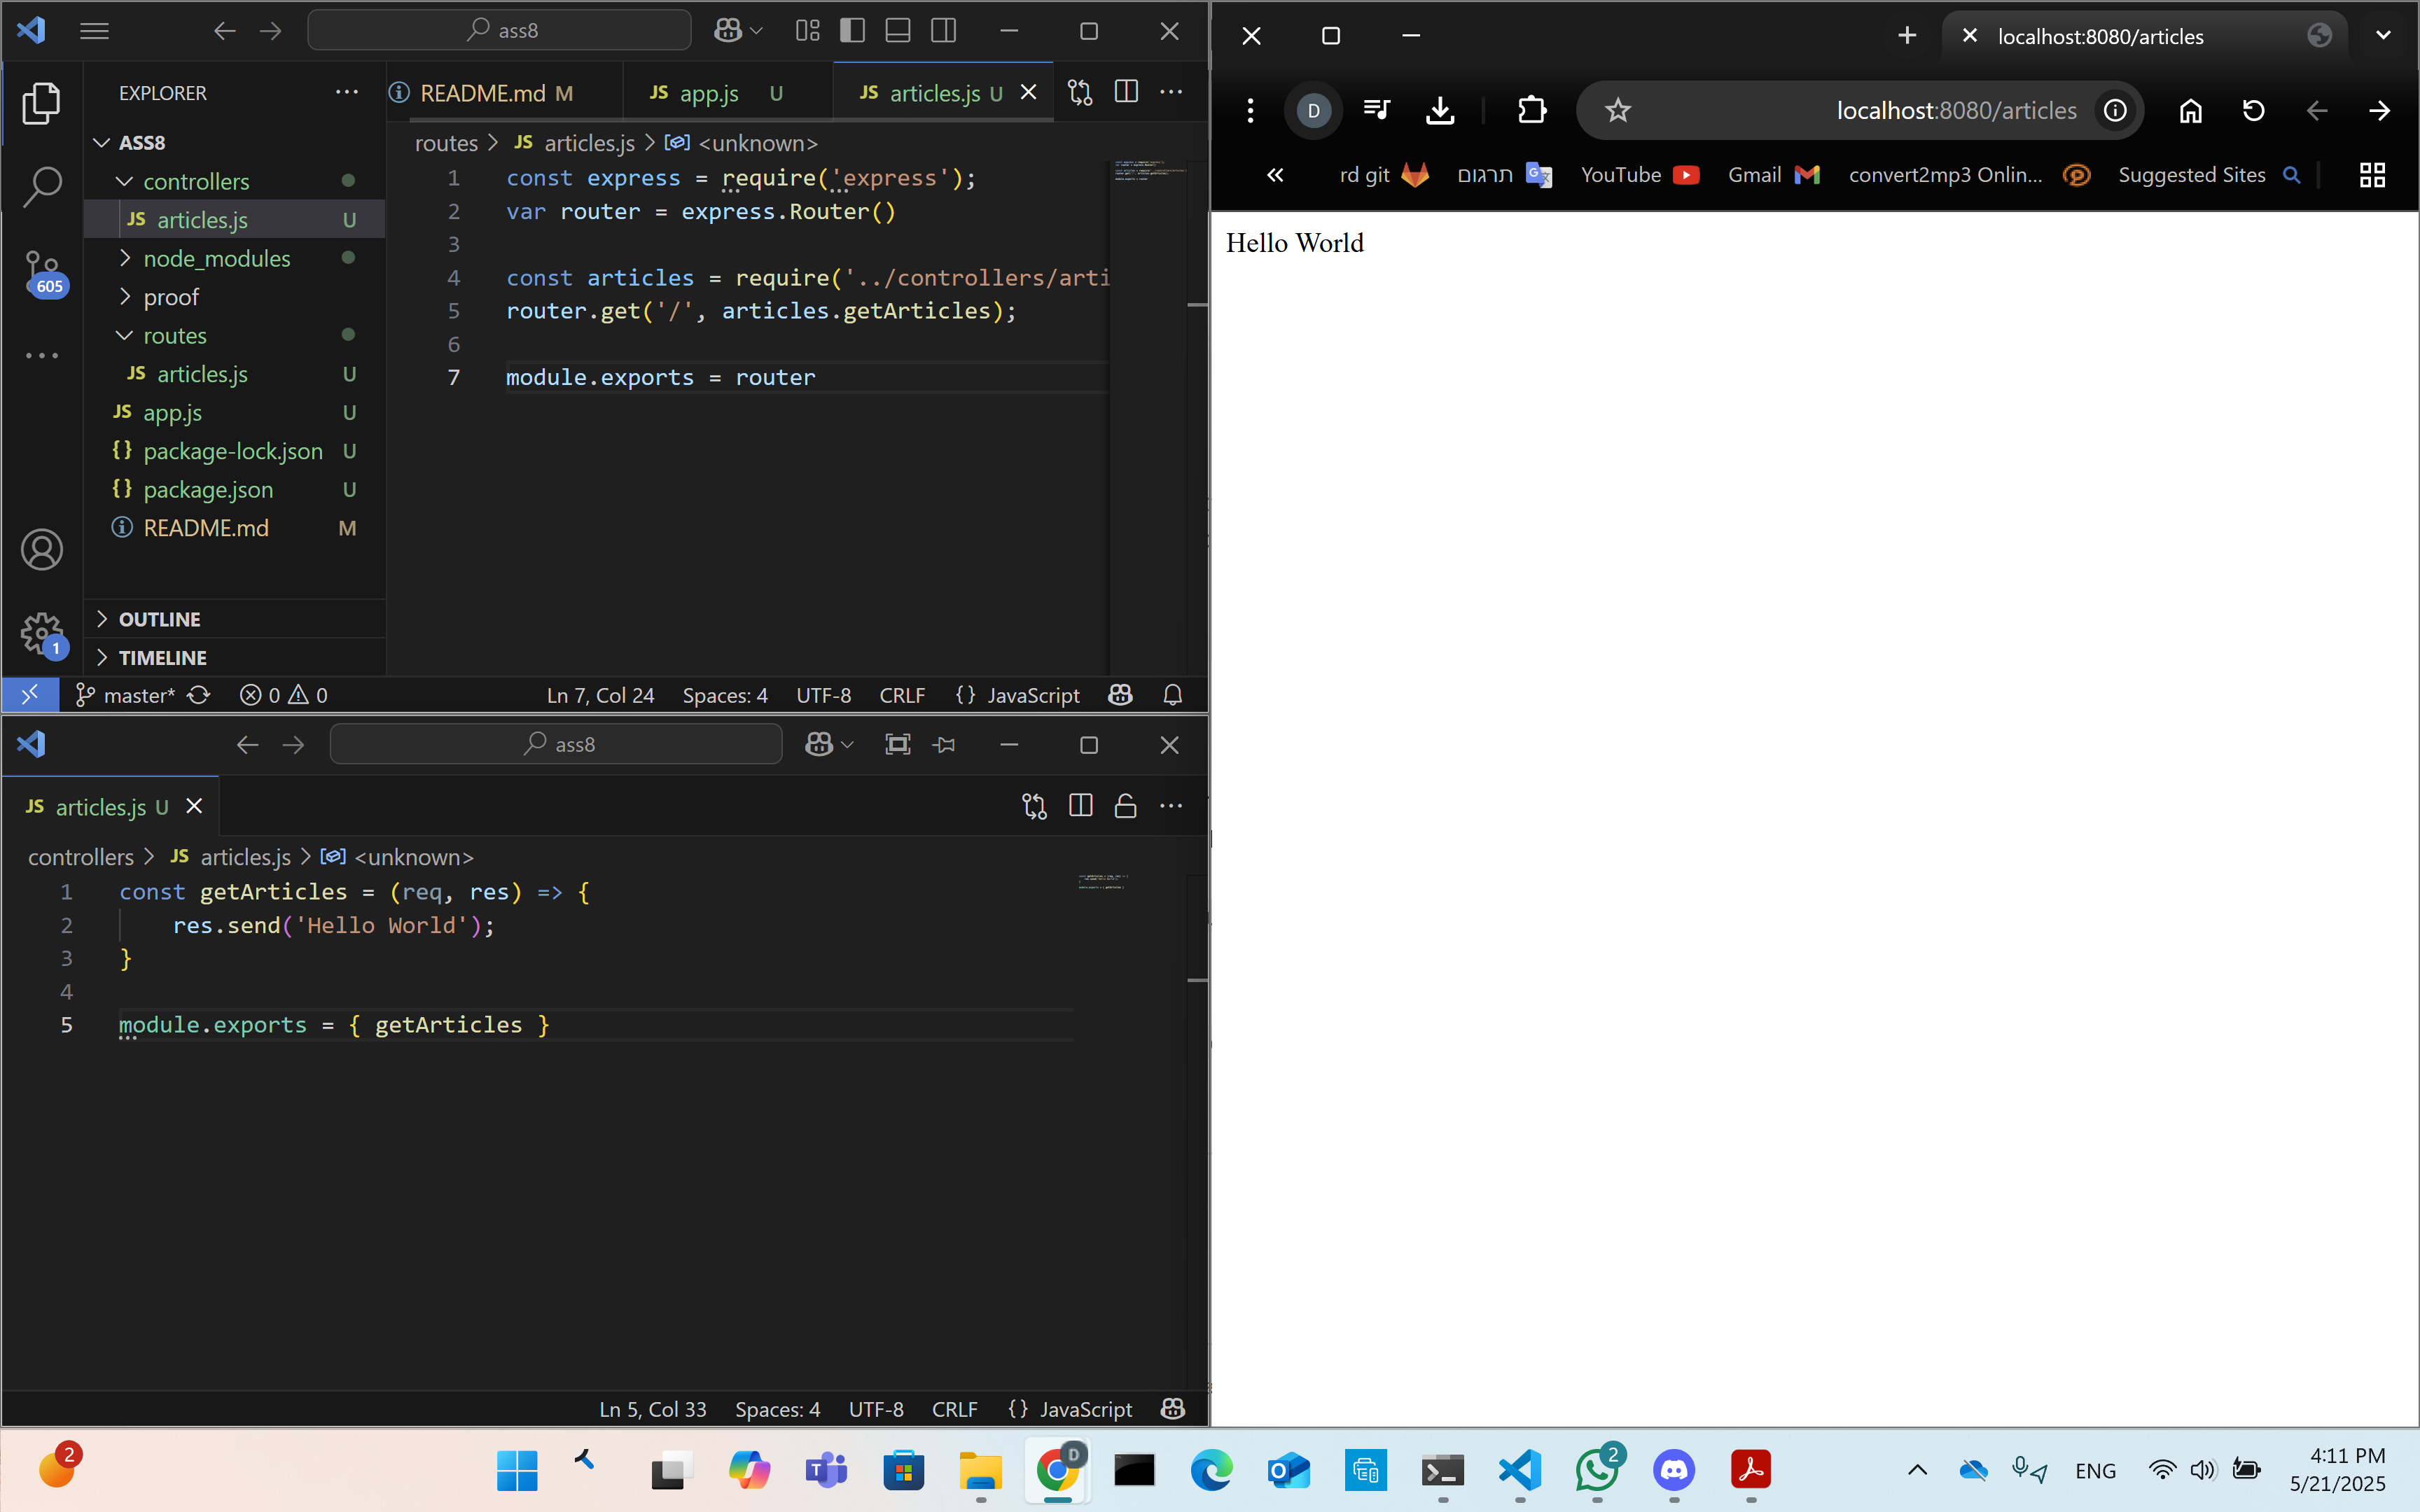 ass8
EXPLORER
ASS8
controllers
JS articles.js U
node_modules
proof
routes
JS articles.js U
JS app.js U
{} package-lock.json U
{} package.json U
README.md M
OUTLINE
TIMELINE
605
1
README.md M
JS app.js U
JS articles.js U
routes > JS articles.js > <unknown>
1 const express = require('express');
2 var router = express.Router()
3
4 const articles = require('../controllers/arti
5 router.get('/', articles.getArticles);
6
7 module.exports = router
master* 0 0 Ln 7, Col 24 Spaces: 4 UTF-8 CRLF {} JavaScript
ass8
JS articles.js U
controllers > JS articles.js > <unknown>
1 const getArticles = (req, res) => {
2 res.send('Hello World');
3 }
4
5 module.exports = { getArticles }
Ln 5, Col 33 Spaces: 4 UTF-8 CRLF {} JavaScript
localhost:8080/articles
D localhost:8080/articles
rd git תרגום YouTube Gmail convert2mp3 Onlin... Suggested Sites
Hello World
2
D
2
ENG
4:11 PM
5/21/2025